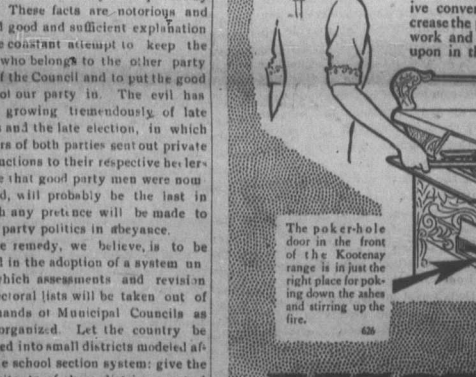 These facts are notorious and
good and sufficient explanation
constant attempt to keep the
who belongs to the other party
f the Council and to put the good
of our party in. The evil has
growing tremendously of late
and the late election, in which
rs of both parties sent out private
uctions to their respective heelers
e that good party men were nom
d, will probably be the last in
h any pretence will be made to
party politics in abeyance.
e remedy, we believe, is to be
d in the adoption of a system un
which assessments and revision
ectoral lists will be taken out of
hands of Municipal Councils as
organized. Let the country be
ed into small districts modeled af-
e school section system: give the
ive conven
crease the
work and
upon in th
The poker-hole
door in the front
of the Kootenay
range is in just the
right place for pok-
ing down the ashes
and stirring up the
fire.
626